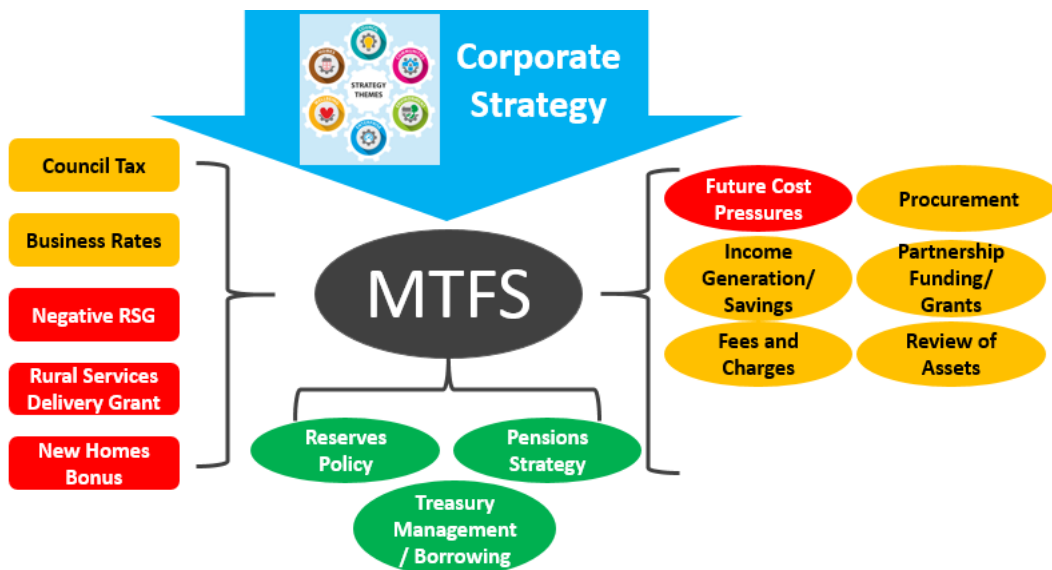 Corporate
Strategy
STRATEGY
THEMES
Council Tax
Business Rates
Negative RSG
Rural Services
Delivery Grant
New Homes
Bonus
MTFS
Reserves
Policy
Pensions
Strategy
Treasury
Management
/ Borrowing
Future Cost
Pressures
Procurement
Income
Generation/
Savings
Partnership
Funding/
Grants
Fees and
Charges
Review of
Assets